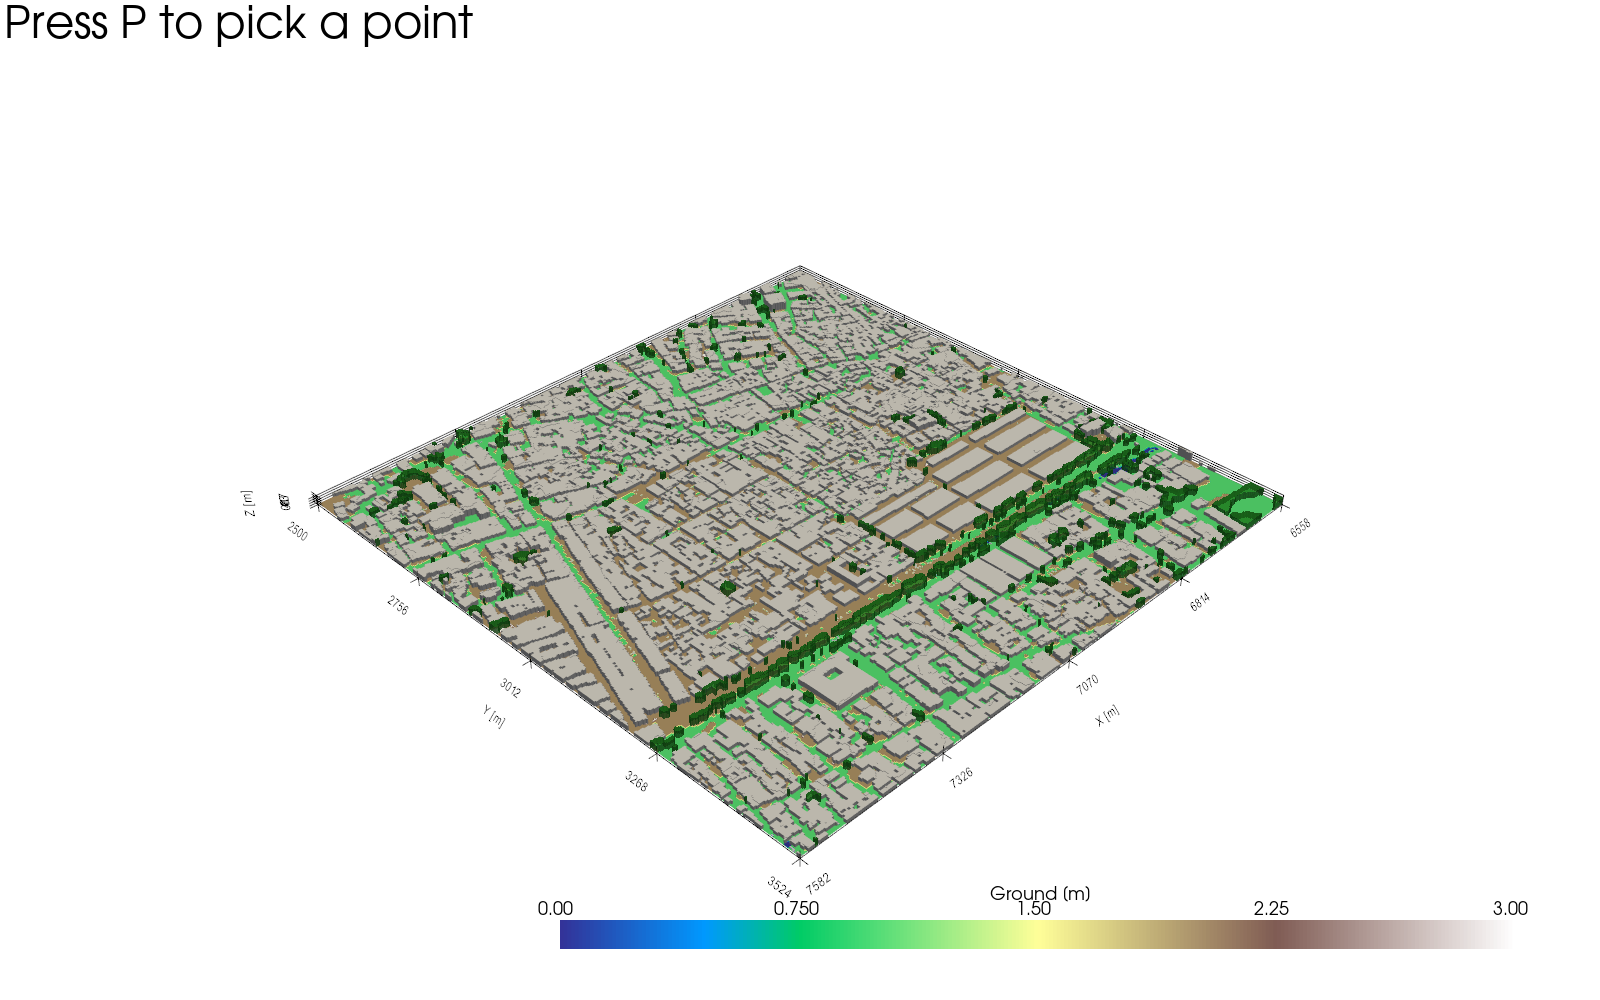 Press P to pick a point
Z [m]
2500
2756
3012
Y [m]
3268
3524
7582
7326
X [m]
7070
6814
6558
Ground [m]
0.00 0.750 1.50 2.25 3.00